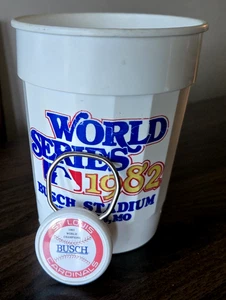 WORLD
SERIES
1982
BUSCH STADIUM
MO
ST. LOUIS
BUSCH
CARDINALS